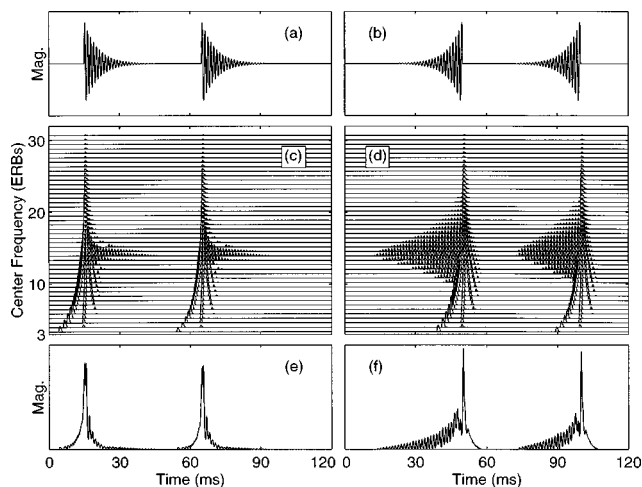 Mag.
(a)
(b)
Center Frequency (ERBs)
30
20
10
3
(c)
(d)
Mag.
(e)
(f)
0 30 60 90 120 0 30 60 90 120
Time (ms) Time (ms)